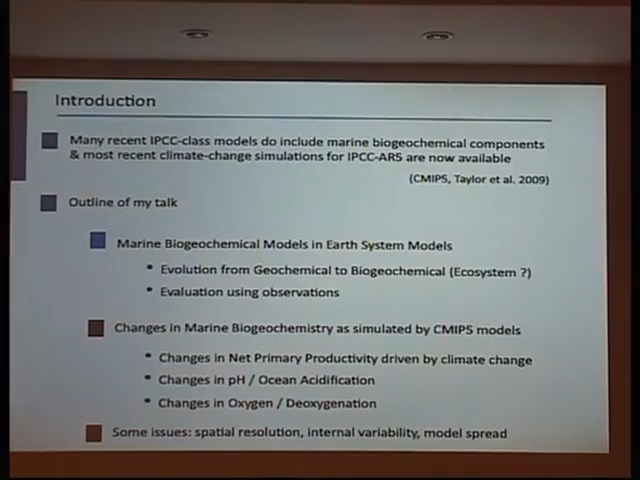 Introduction
Many recent IPCC-class models do include marine biogeochemical components
& most recent climate-change simulations for IPCC-AR5 are now available
(CMIP5, Taylor et al. 2009)
Outline of my talk
Marine Biogeochemical Models in Earth System Models
• Evolution from Geochemical to Biogeochemical (Ecosystem ?)
• Evaluation using observations
Changes in Marine Biogeochemistry as simulated by CMIP5 models
• Changes in Net Primary Productivity driven by climate change
• Changes in pH / Ocean Acidification
• Changes in Oxygen / Deoxygenation
Some issues: spatial resolution, internal variability, model spread